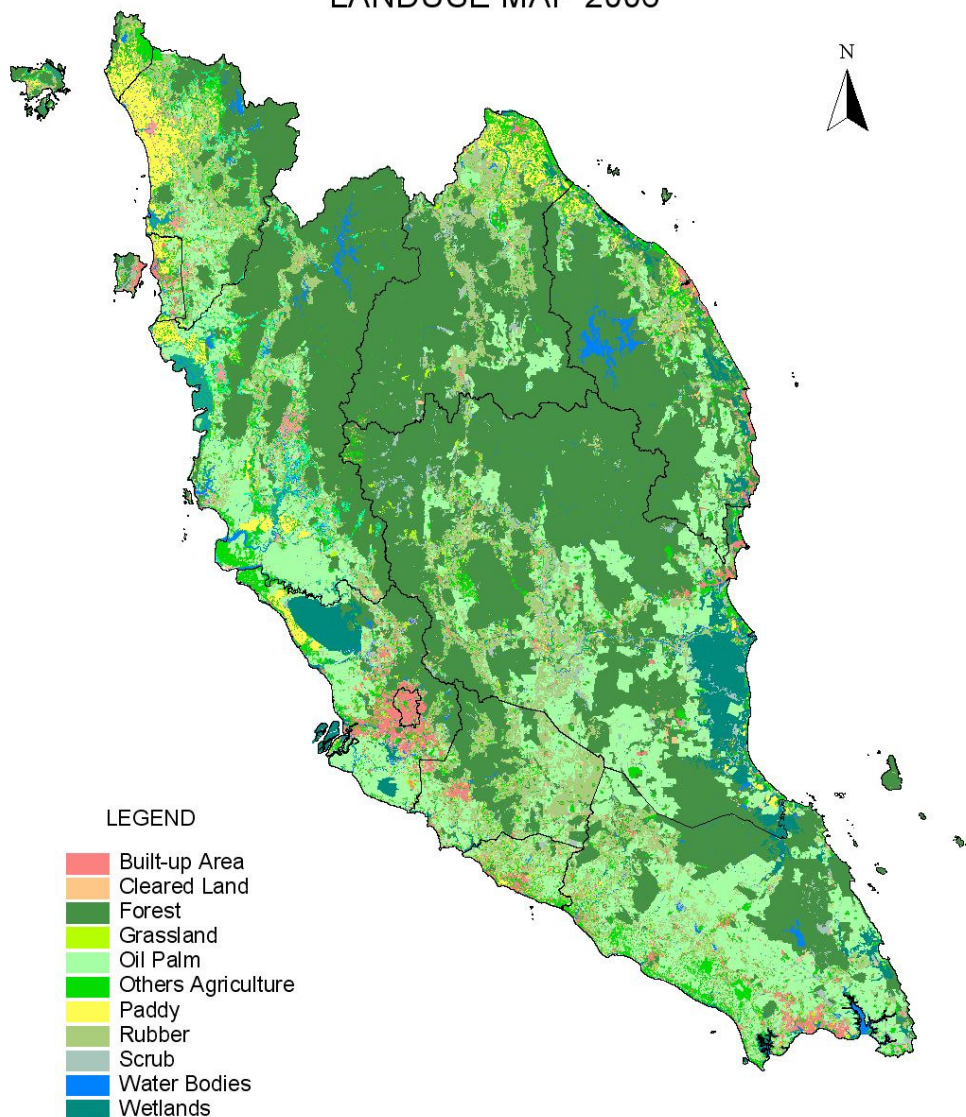 N
LEGEND
Built-up Area
Cleared Land
Forest
Grassland
Oil Palm
Others Agriculture
Paddy
Rubber
Scrub
Water Bodies
Wetlands